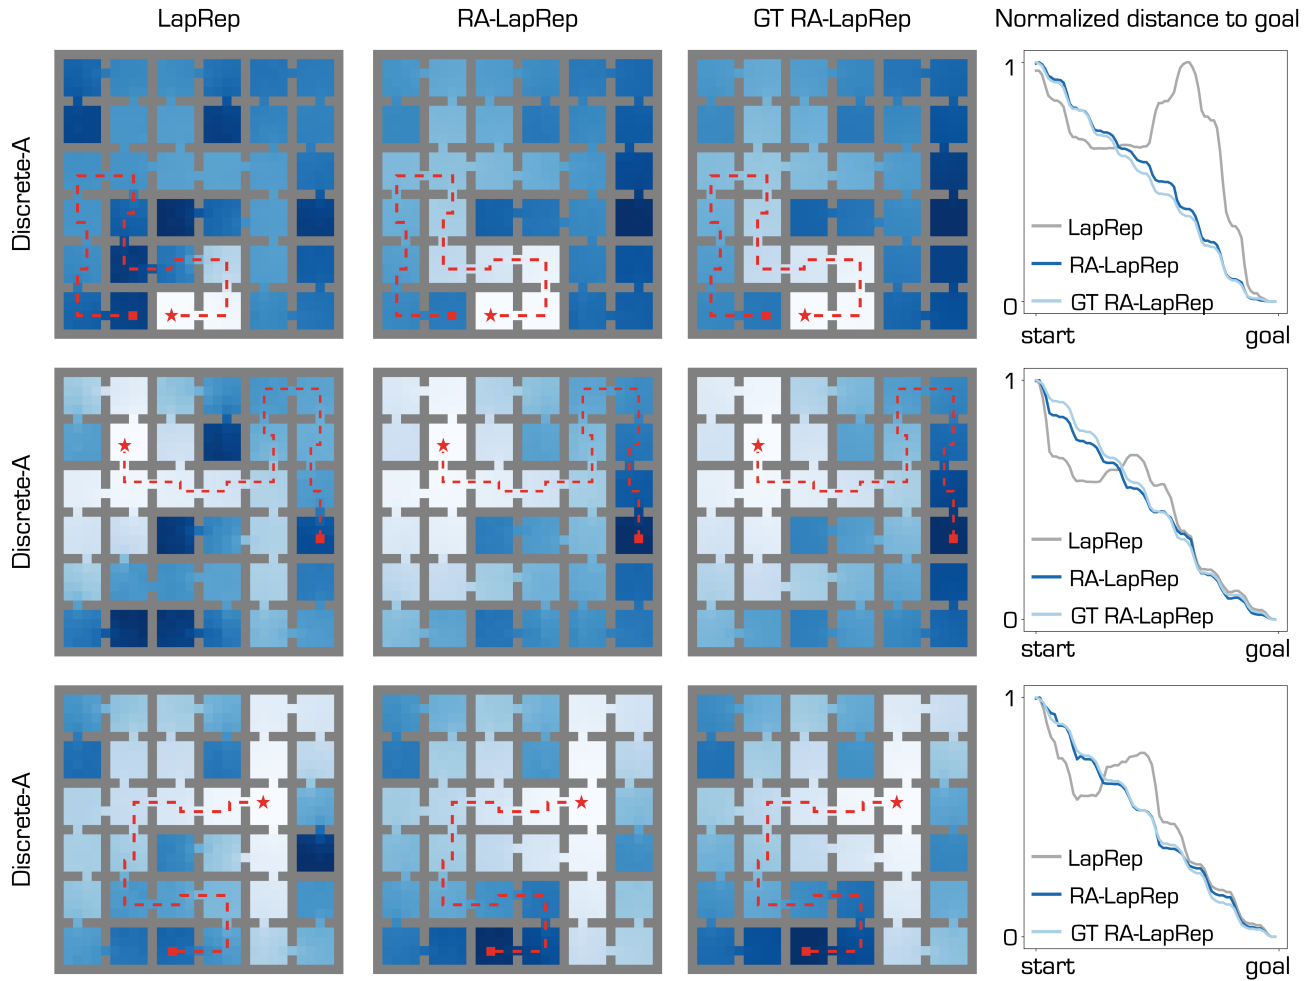 LapRep
RA-LapRep
GT RA-LapRep
Normalized distance to goal
Discrete-A
1
LapRep
RA-LapRep
GT RA-LapRep
0
start
goal
Discrete-A
1
LapRep
RA-LapRep
GT RA-LapRep
0
start
goal
Discrete-A
1
LapRep
RA-LapRep
GT RA-LapRep
0
start
goal